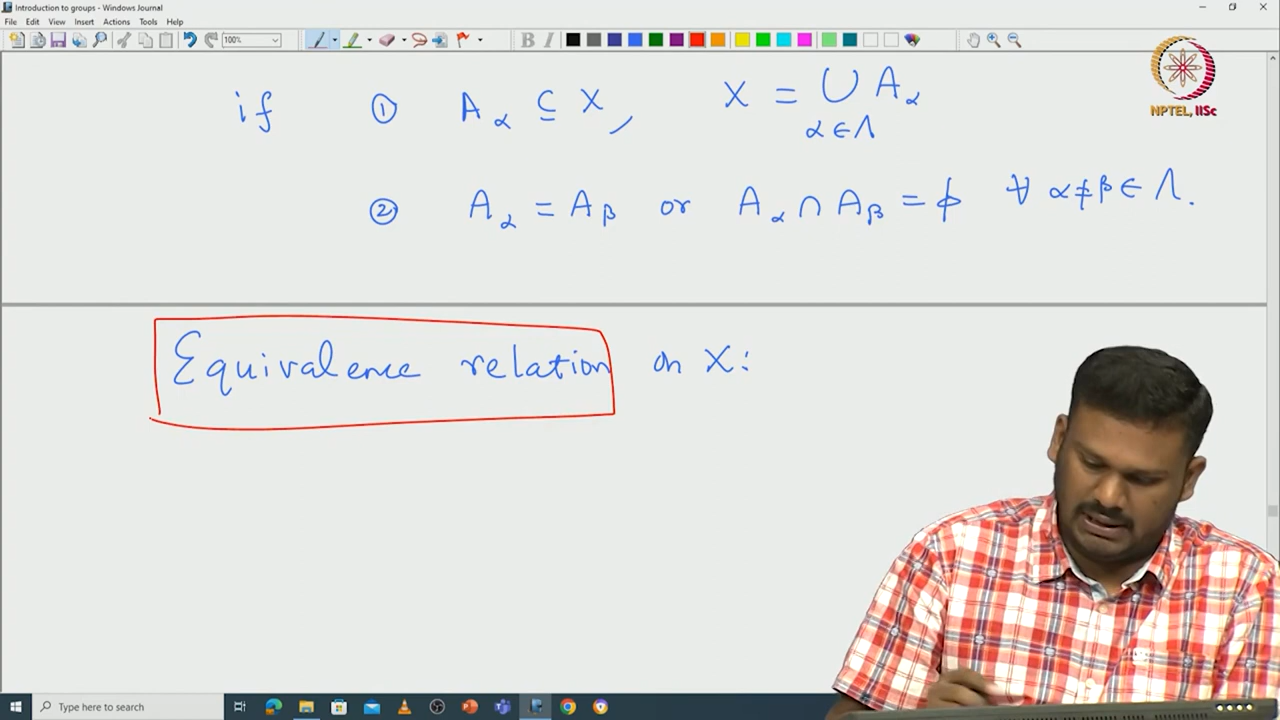 Introduction to groups - Windows Journal
File Edit View Insert Actions Tools Help
100%
B I
NPTEL, IISc
if ① A_α ⊆ X, X = ∪_{α∈Λ} A_α
② A_α = A_β or A_α ∩ A_β = ϕ ∀ α≠β ∈ Λ.
Equivalence relation on X:
Type here to search